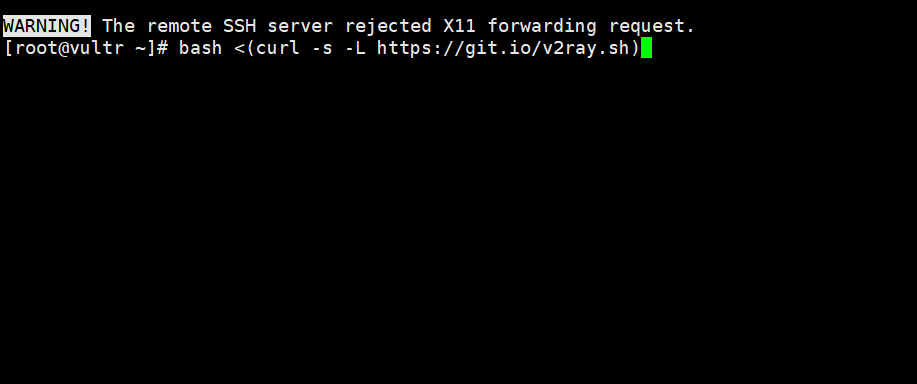 WARNING! The remote SSH server rejected X11 forwarding request.
[root@vultr ~]# bash <(curl -s -L https://git.io/v2ray.sh)